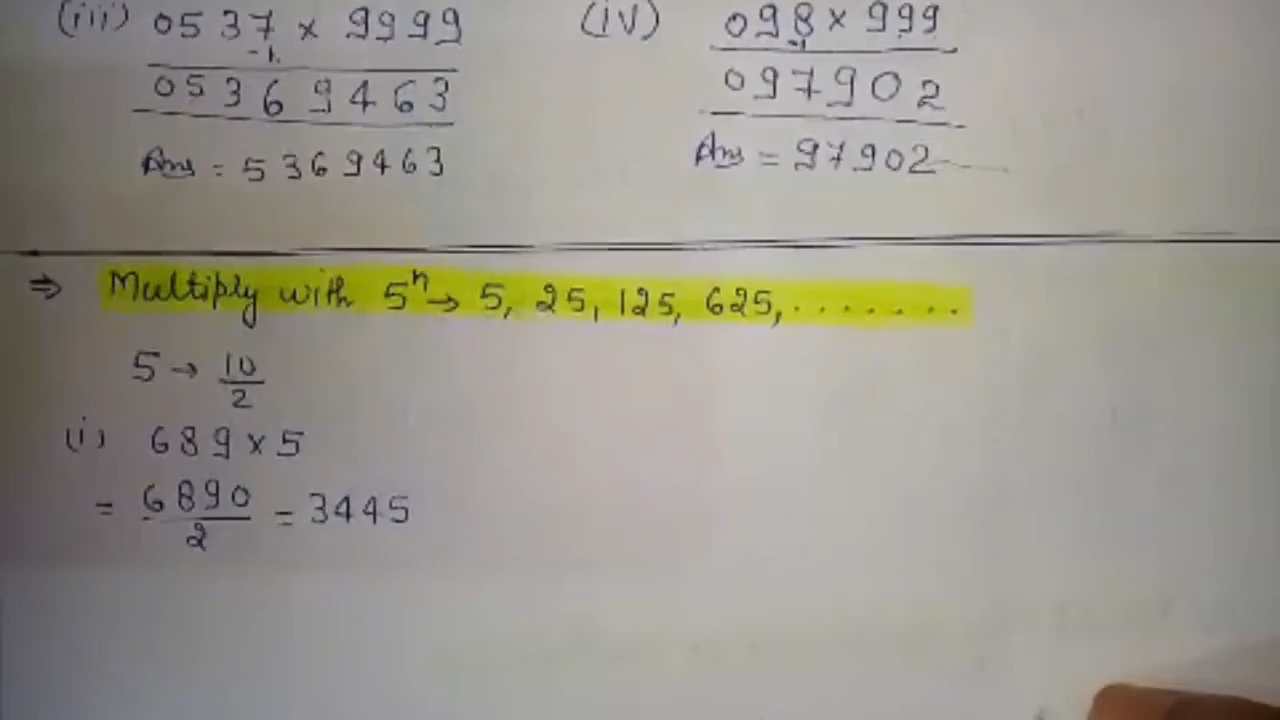 (iii) 0537 × 9999
-1
05369463
Ans = 5369463
(iv) 098 × 999
-1
097902
Ans = 97902
⇒ Multiply with 5ⁿ → 5, 25, 125, 625, .......
5 → 10/2
(i) 689 × 5
= 6890/2 = 3445